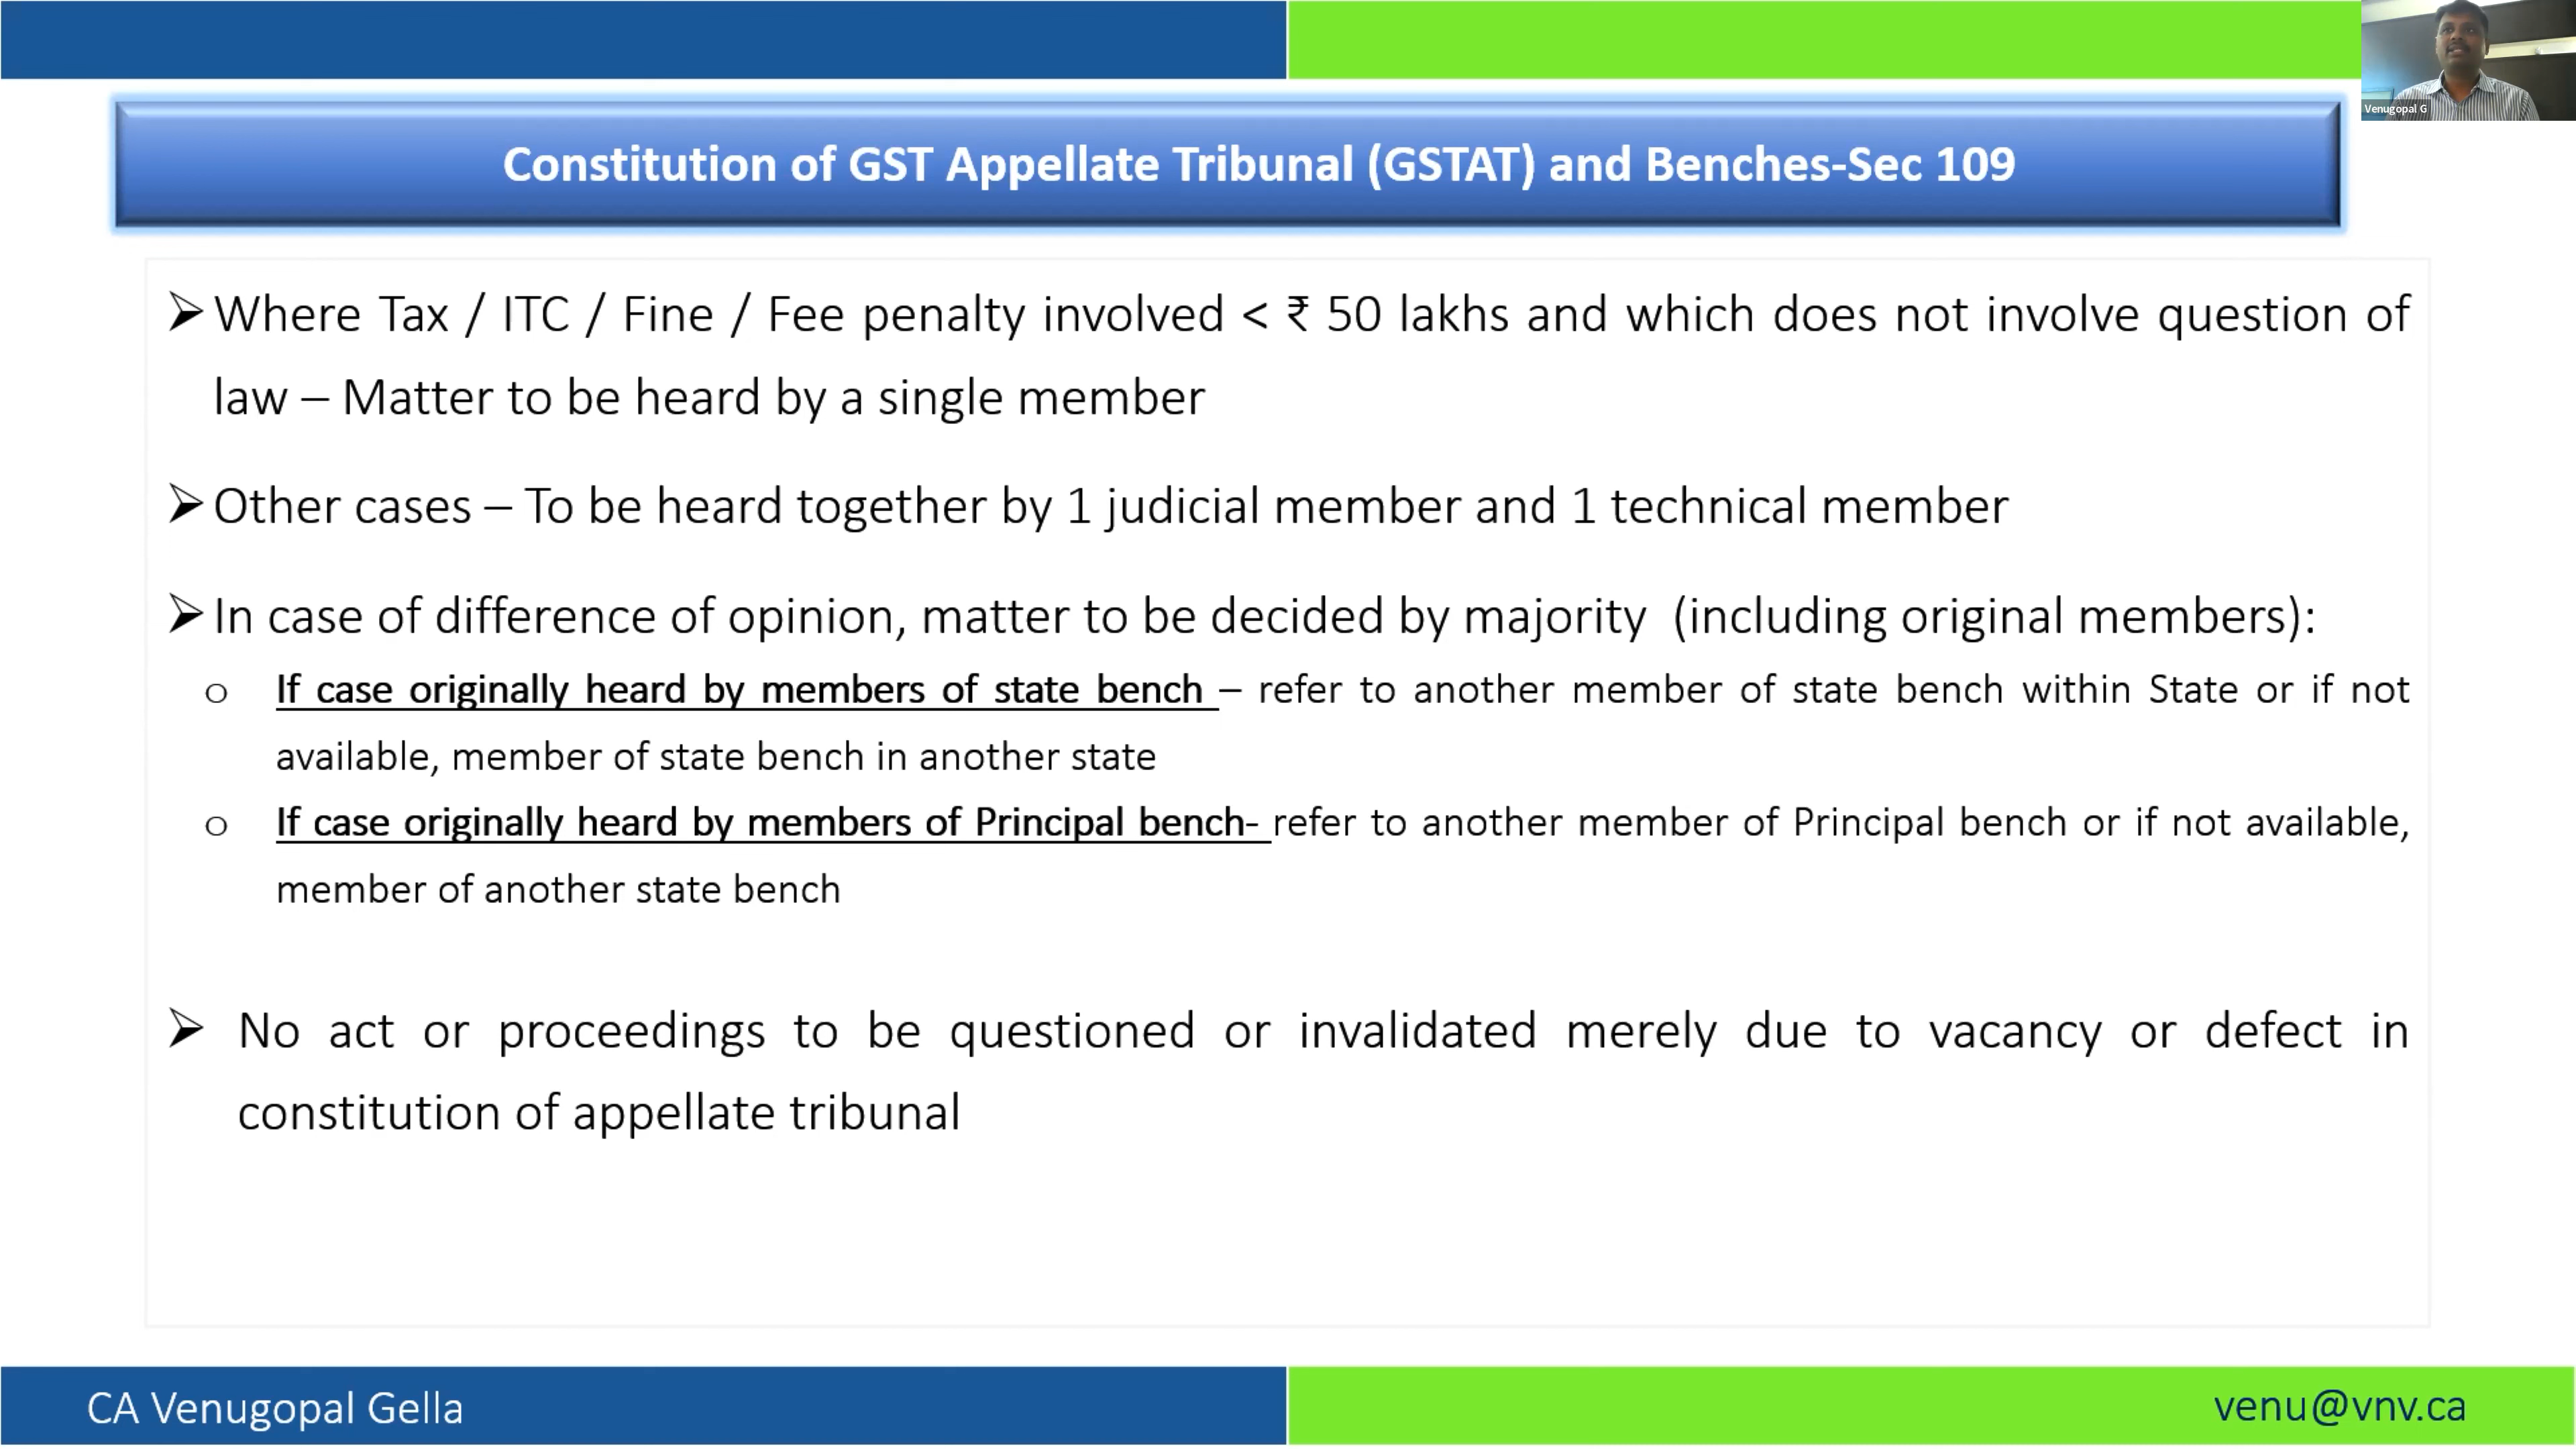 Venugopal G
Constitution of GST Appellate Tribunal (GSTAT) and Benches-Sec 109
➢Where Tax / ITC / Fine / Fee penalty involved < ₹ 50 lakhs and which does not involve question of
law – Matter to be heard by a single member
➢Other cases – To be heard together by 1 judicial member and 1 technical member
➢In case of difference of opinion, matter to be decided by majority (including original members):
o If case originally heard by members of state bench – refer to another member of state bench within State or if not
available, member of state bench in another state
o If case originally heard by members of Principal bench- refer to another member of Principal bench or if not available,
member of another state bench
➢ No act or proceedings to be questioned or invalidated merely due to vacancy or defect in
constitution of appellate tribunal
CA Venugopal Gella
venu@vnv.ca